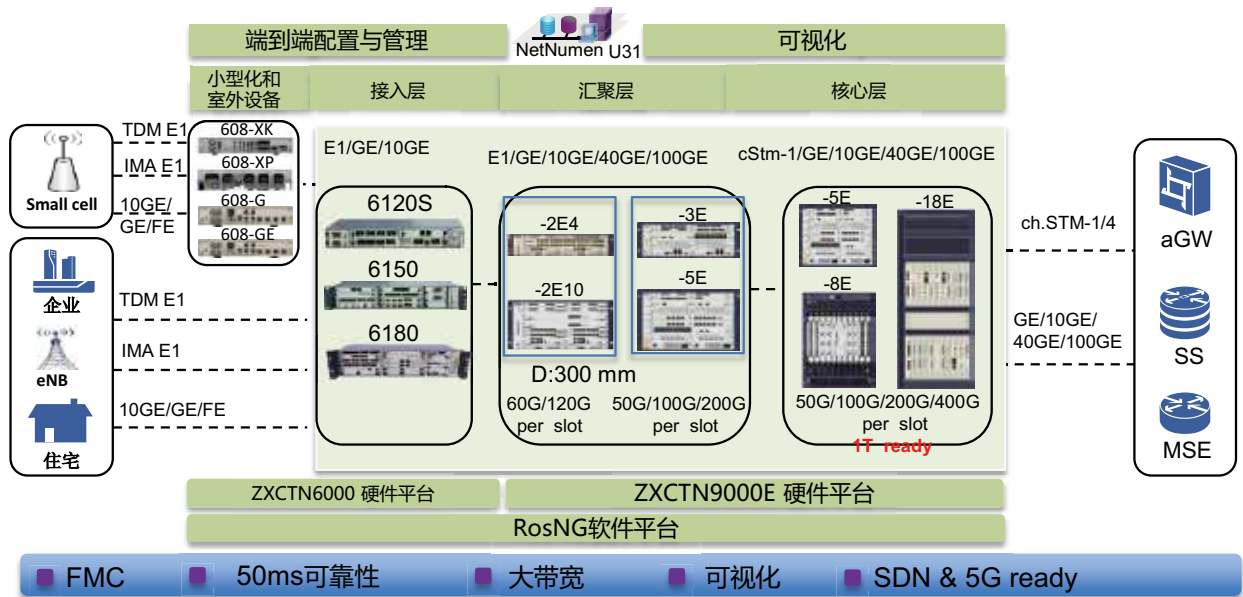 端到端配置与管理
NetNumen U31
可视化
小型化和
室外设备
接入层
汇聚层
核心层
Small cell
TDM E1
IMA E1
10GE/
GE/FE
608-XK
608-XP
608-G
608-GE
企业
eNB
住宅
TDM E1
IMA E1
10GE/GE/FE
E1/GE/10GE
6120S
6150
6180
E1/GE/10GE/40GE/100GE
-2E4
-2E10
-3E
-5E
D:300 mm
60G/120G
per slot
50G/100G/200G
per slot
cStm-1/GE/10GE/40GE/100GE
-5E
-18E
-8E
50G/100G/200G/400G
per slot
1T ready
ch.STM-1/4
GE/10GE/
40GE/100GE
aGW
SS
MSE
ZXCTN6000 硬件平台
ZXCTN9000E 硬件平台
RosNG软件平台
FMC
50ms可靠性
大带宽
可视化
SDN & 5G ready